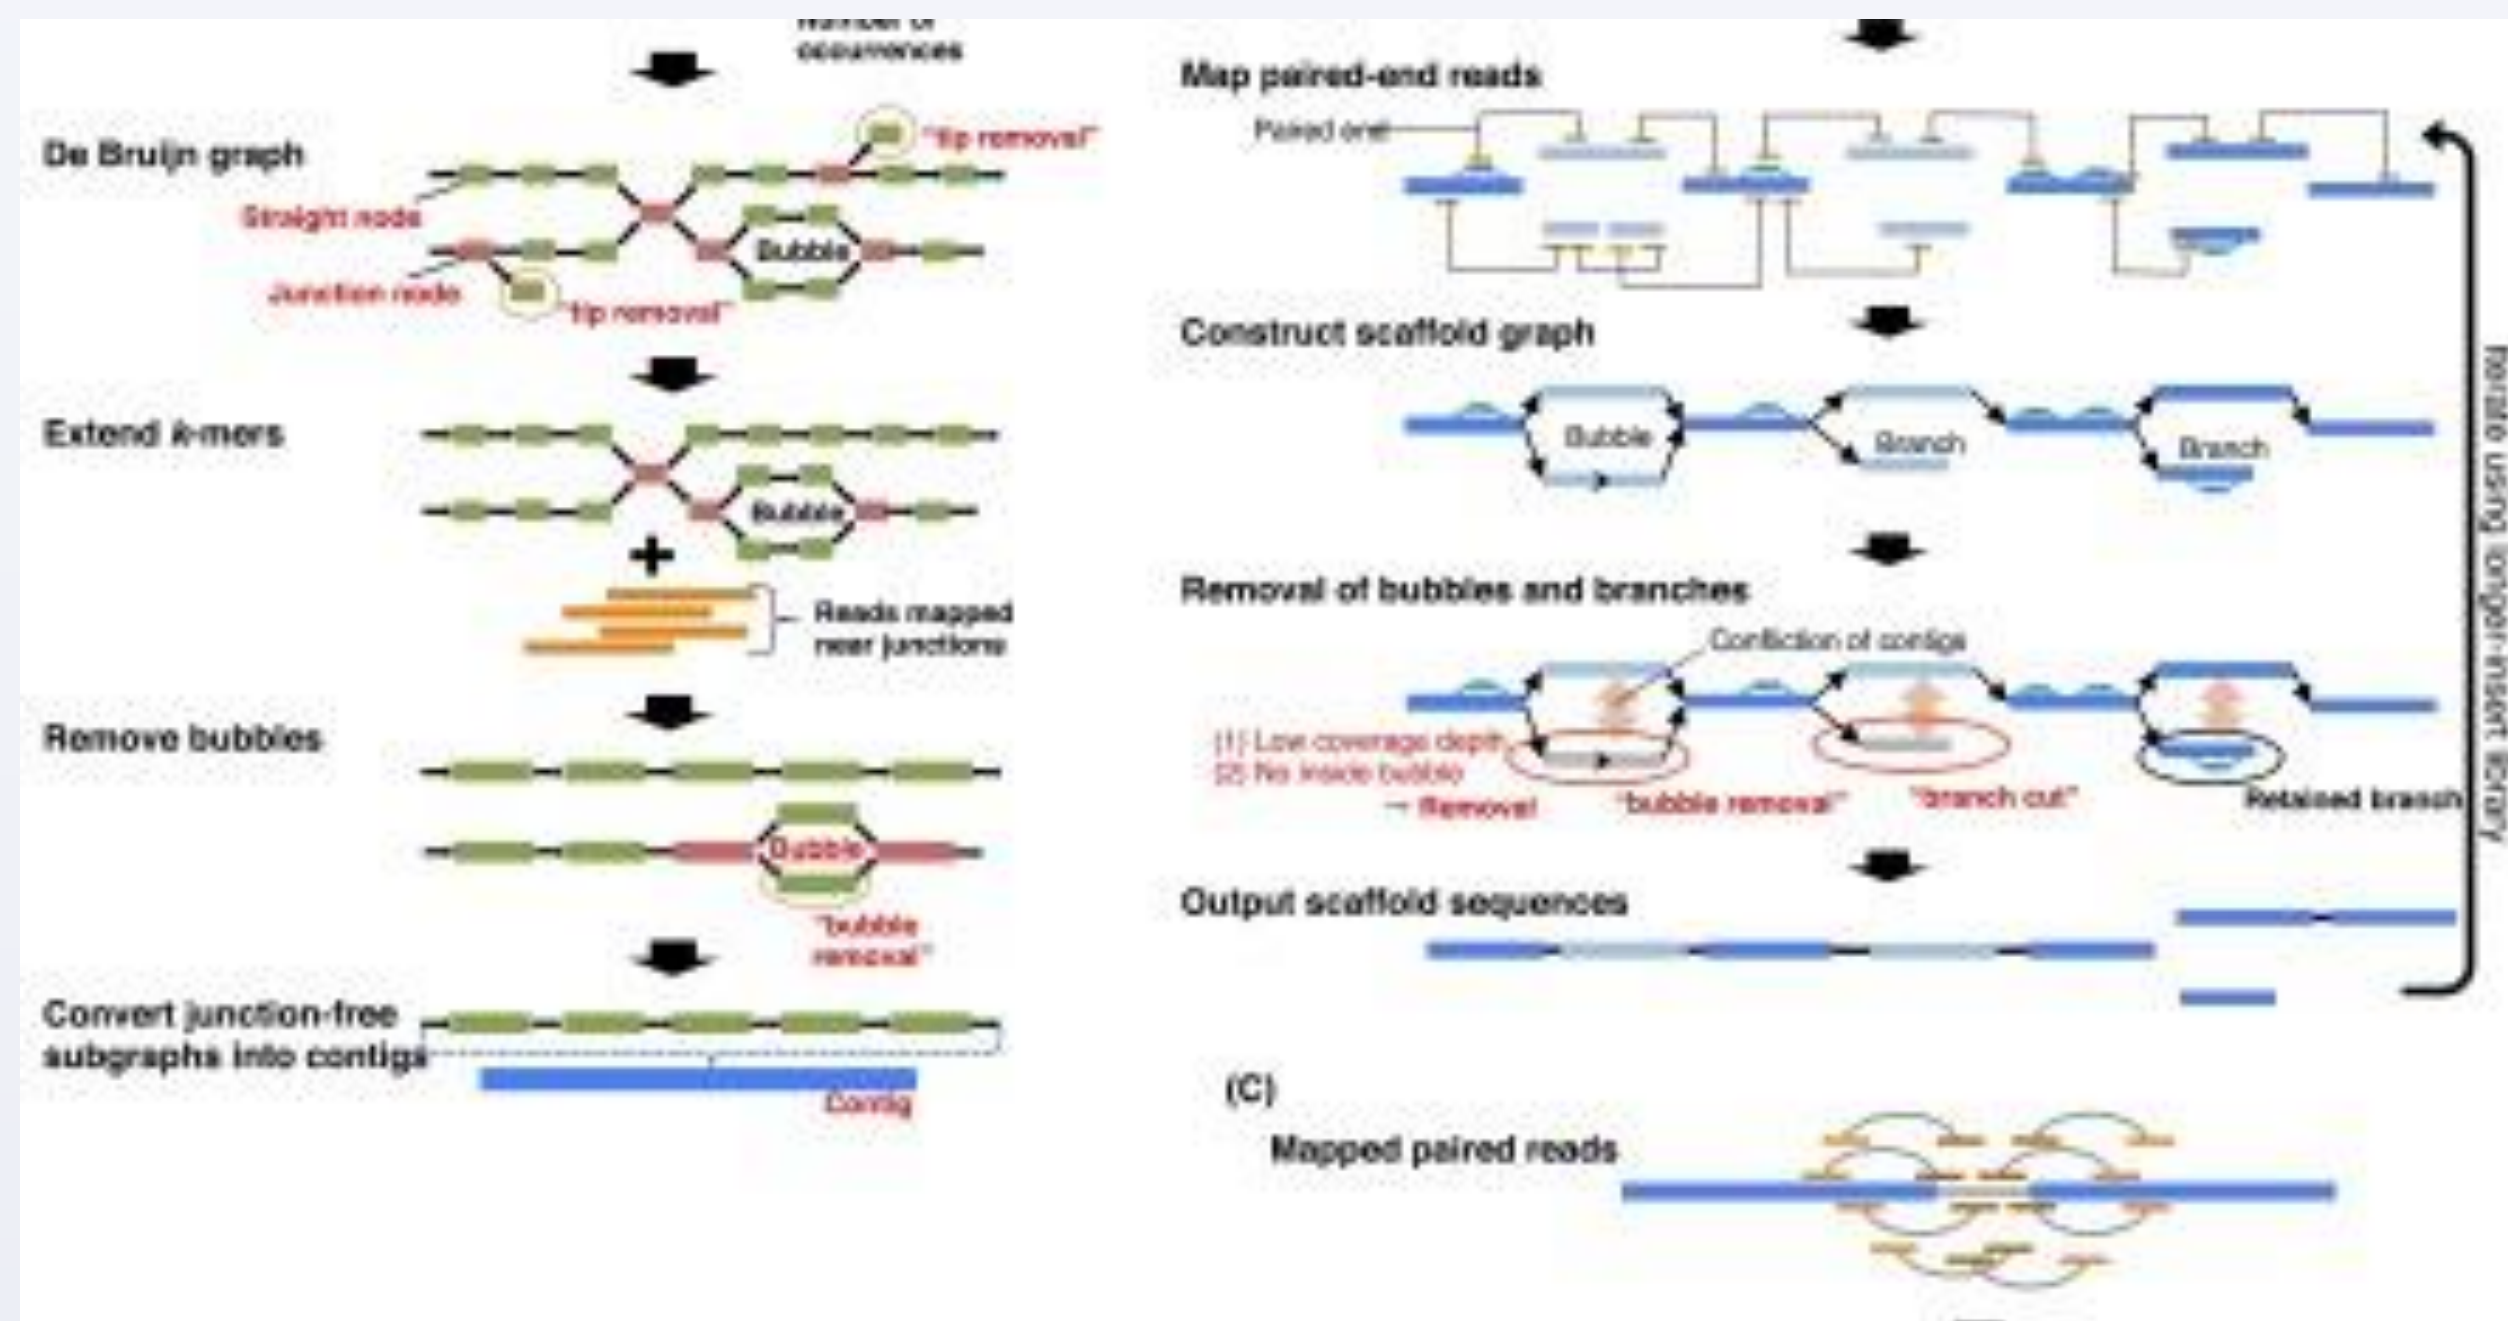 Number of
occurrences
De Bruijn graph
"tip removal"
Straight node
Bubble
Junction node
"tip removal"
Extend k-mers
Bubble
+
Reads mapped
near junctions
Remove bubbles
Bubble
"bubble
removal"
Convert junction-free
subgraphs into contigs
Contig
Map paired-end reads
Paired end
Construct scaffold graph
Bubble
Branch
Branch
Removal of bubbles and branches
Confliction of contigs
(1) Low coverage depth
(2) No inside bubble
→ Removal
"bubble removal"
"branch cut"
Retained branch
Output scaffold sequences
Iterate using longer-insert library
(C)
Mapped paired reads